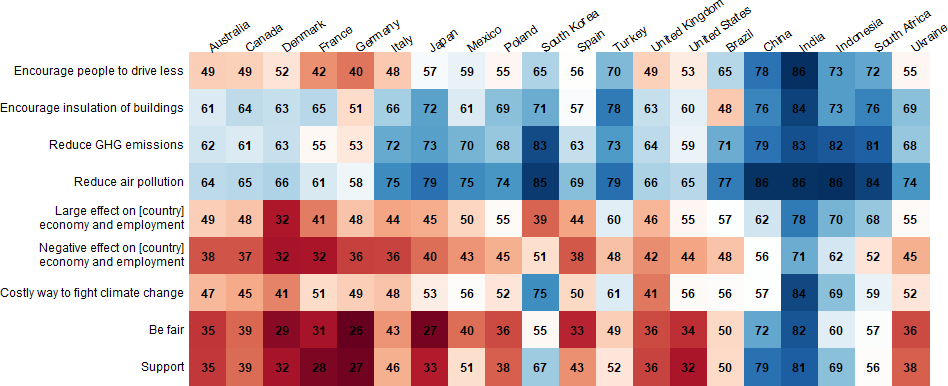 Australia Canada Denmark France Germany Italy Japan Mexico Poland South Korea Spain Turkey United Kingdom United States Brazil China India Indonesia South Africa Ukraine
Encourage people to drive less 49 49 52 42 40 48 57 59 55 65 56 70 49 53 65 78 86 73 72 55
Encourage insulation of buildings 61 64 63 65 51 66 72 61 69 71 57 78 63 60 48 76 84 73 76 69
Reduce GHG emissions 62 61 63 55 53 72 73 70 68 83 63 73 64 59 71 79 83 82 81 68
Reduce air pollution 64 65 66 61 58 75 79 75 74 85 69 79 66 65 77 86 86 86 84 74
Large effect on [country]
economy and employment 49 48 32 41 48 44 45 50 55 39 44 60 46 55 57 62 78 70 68 55
Negative effect on [country]
economy and employment 38 37 32 32 36 36 40 43 45 51 38 48 42 44 48 56 71 62 52 45
Costly way to fight climate change 47 45 41 51 49 48 53 56 52 75 50 61 41 56 56 57 84 69 59 52
Be fair 35 39 29 31 26 43 27 40 36 55 33 49 36 34 50 72 82 60 57 36
Support 35 39 32 28 27 46 33 51 38 67 43 52 36 32 50 79 81 69 56 38